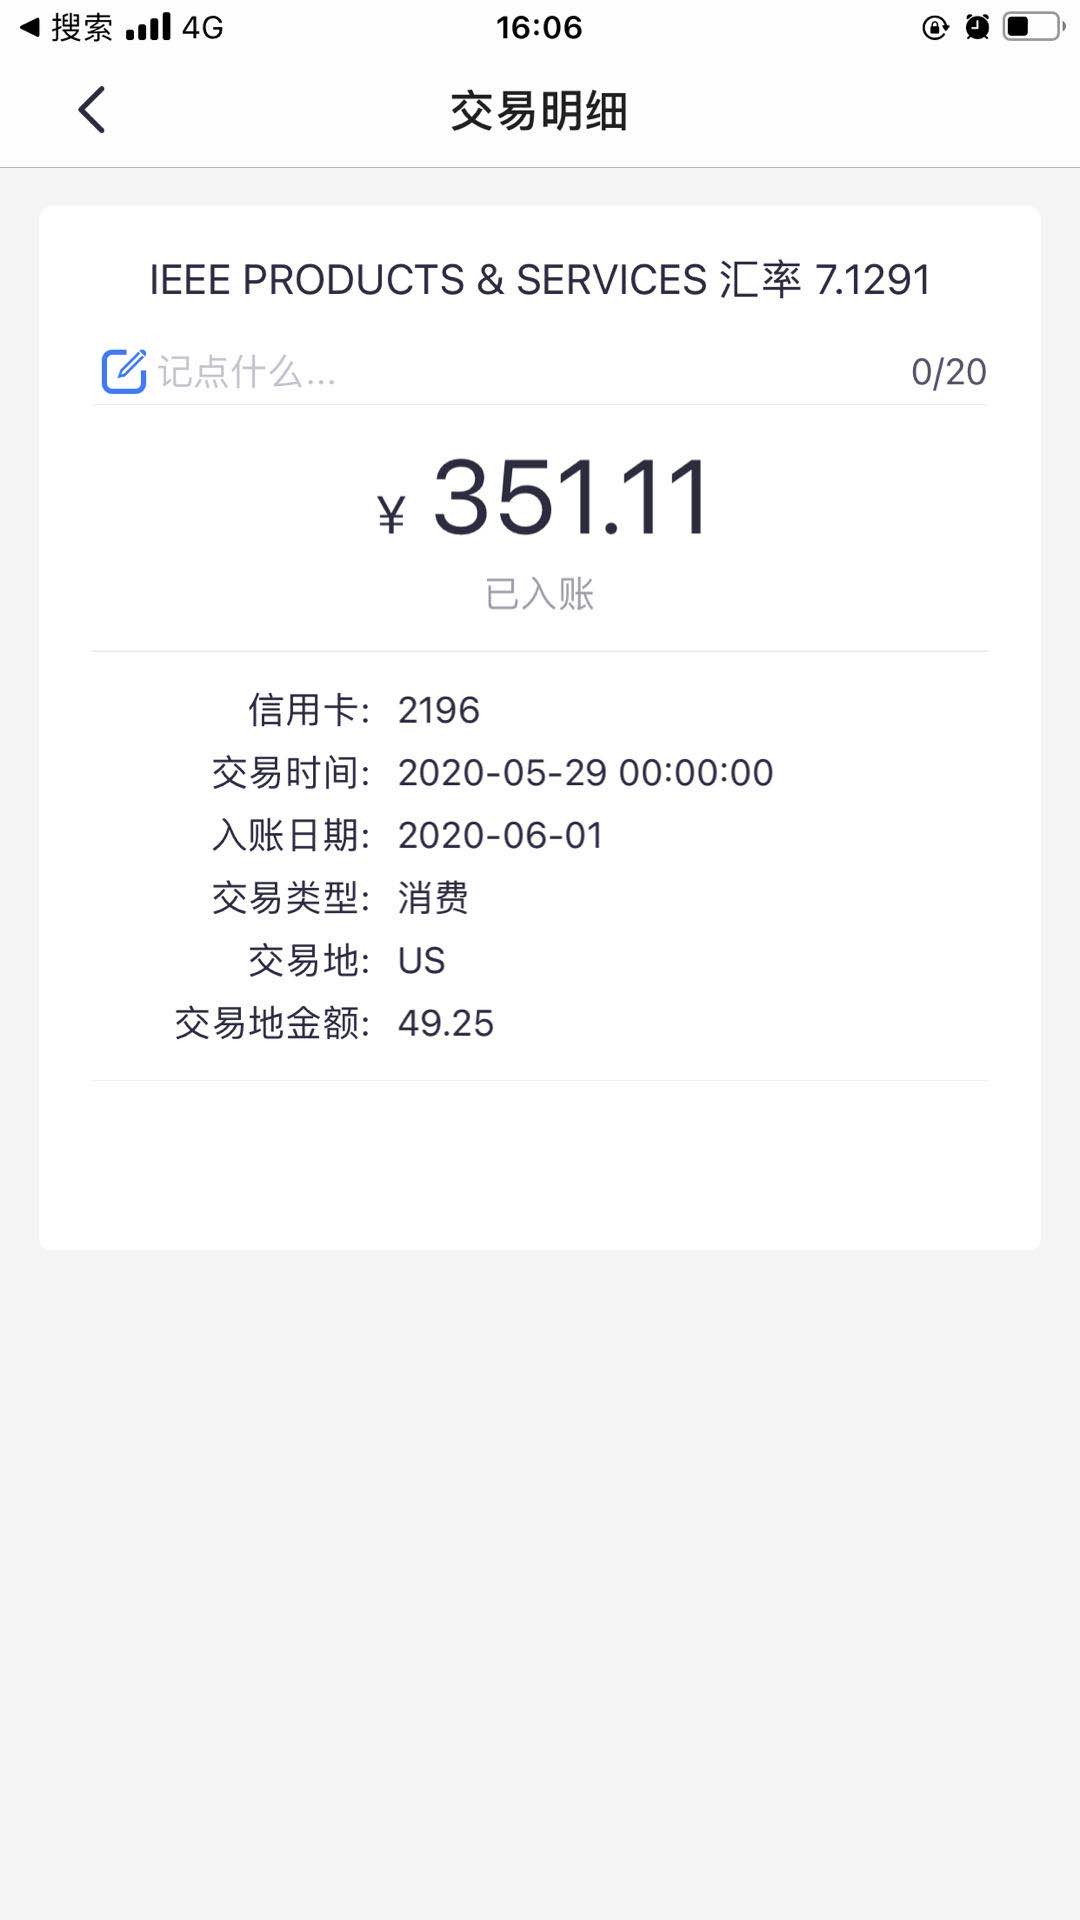 搜索 4G 16:06
交易明细
IEEE PRODUCTS & SERVICES 汇率 7.1291
记点什么... 0/20
¥ 351.11
已入账
信用卡: 2196
交易时间: 2020-05-29 00:00:00
入账日期: 2020-06-01
交易类型: 消费
交易地: US
交易地金额: 49.25